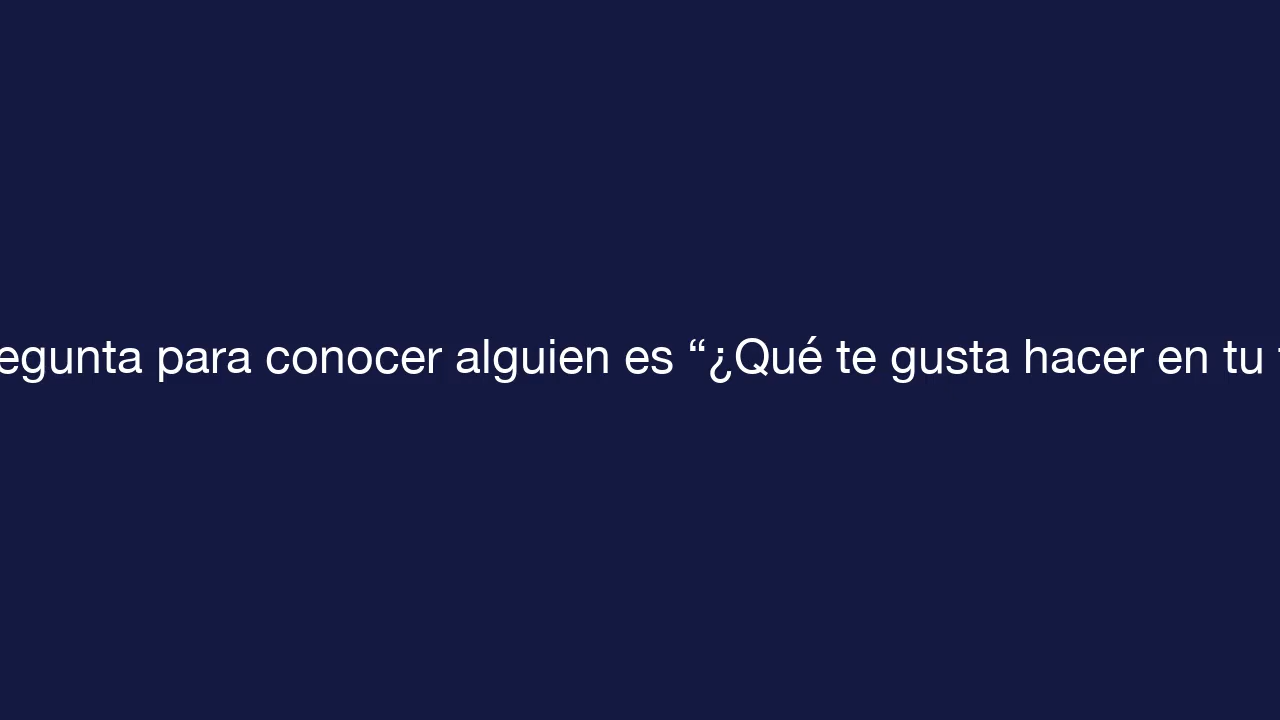 egunta para conocer alguien es “¿Qué te gusta hacer en tu